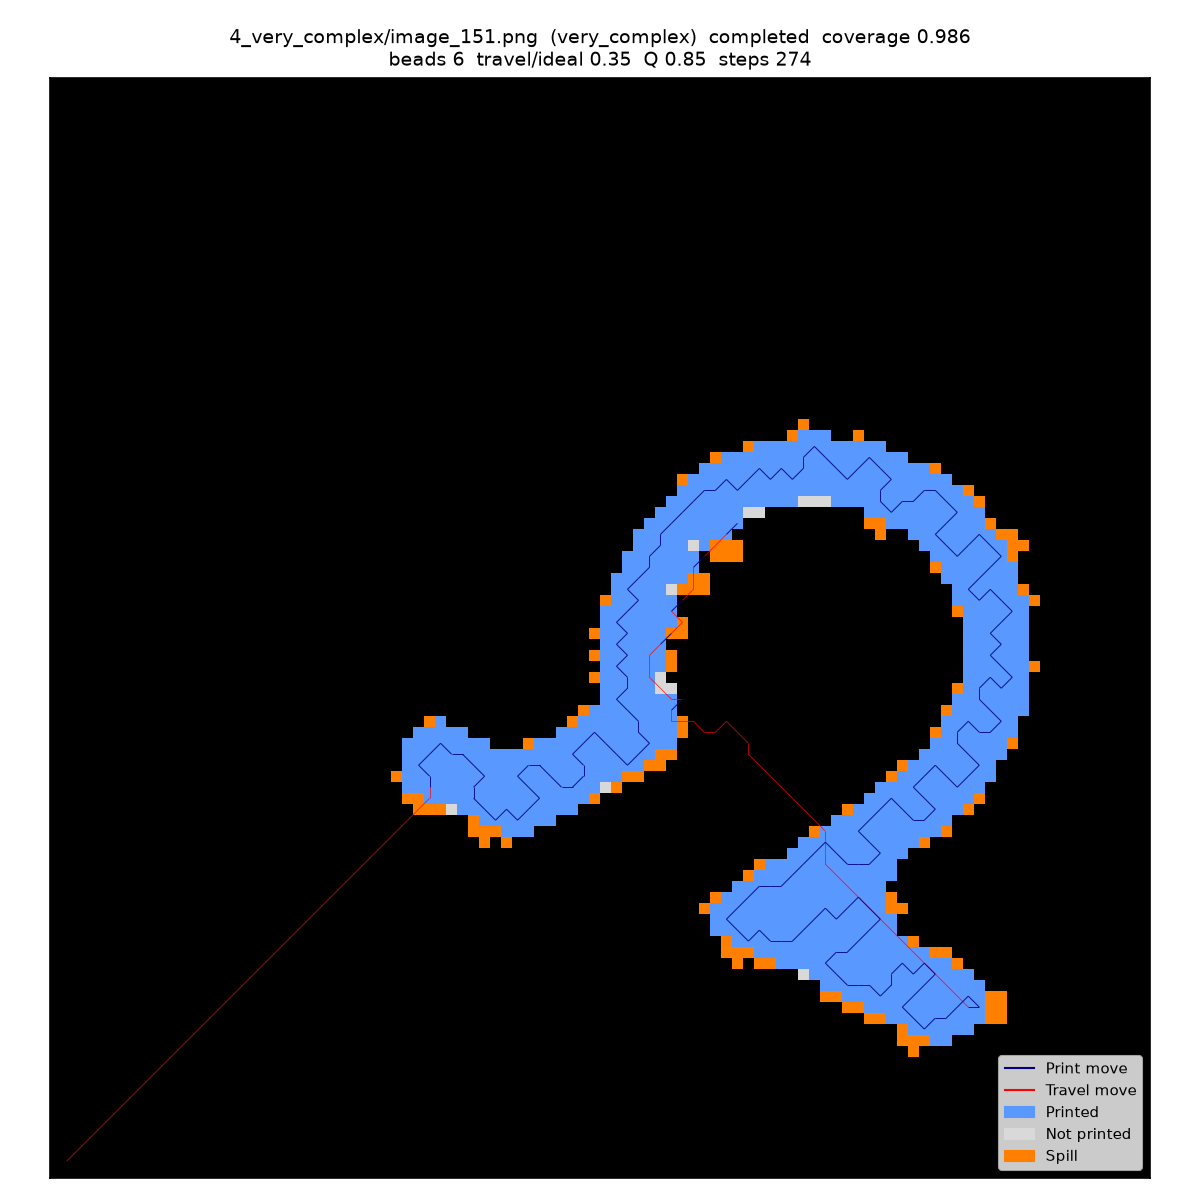 4_very_complex/image_151.png  (very_complex)  completed  coverage 0.986
beads 6  travel/ideal 0.35  Q 0.85  steps 274
Print move
Travel move
Printed
Not printed
Spill